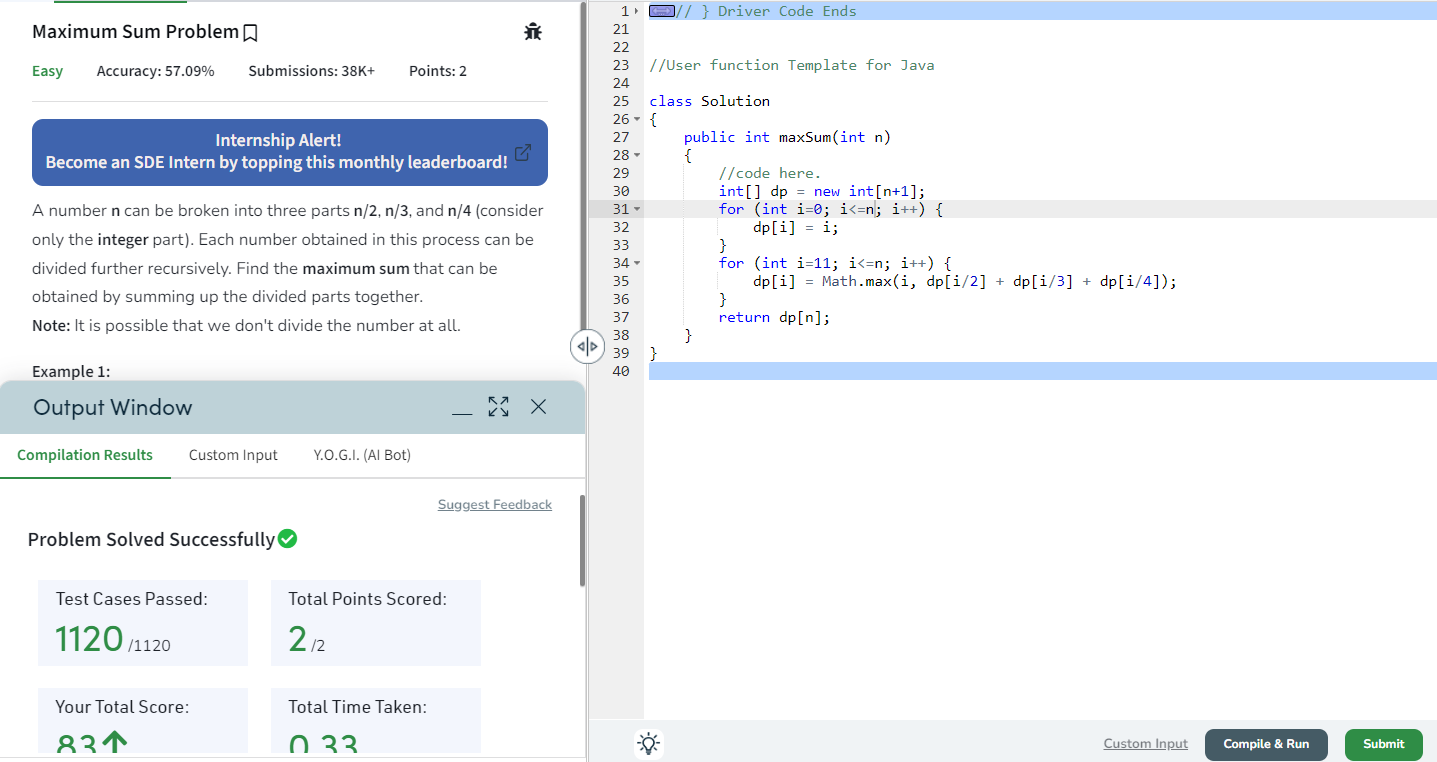 Maximum Sum Problem
Easy Accuracy: 57.09% Submissions: 38K+ Points: 2
Internship Alert!
Become an SDE Intern by topping this monthly leaderboard!
A number n can be broken into three parts n/2, n/3, and n/4 (consider
only the integer part). Each number obtained in this process can be
divided further recursively. Find the maximum sum that can be
obtained by summing up the divided parts together.
Note: It is possible that we don't divide the number at all.
Example 1:
Output Window
Compilation Results Custom Input Y.O.G.I. (AI Bot)
Suggest Feedback
Problem Solved Successfully
Test Cases Passed:
1120 /1120
Total Points Scored:
2 /2
Your Total Score:
83
Total Time Taken:
0.33
1 // } Driver Code Ends
21
22
23 //User function Template for Java
24
25 class Solution
26 {
27 public int maxSum(int n)
28 {
29 //code here.
30 int[] dp = new int[n+1];
31 for (int i=0; i<=n; i++) {
32 dp[i] = i;
33 }
34 for (int i=11; i<=n; i++) {
35 dp[i] = Math.max(i, dp[i/2] + dp[i/3] + dp[i/4]);
36 }
37 return dp[n];
38 }
39 }
40
Custom Input Compile & Run Submit